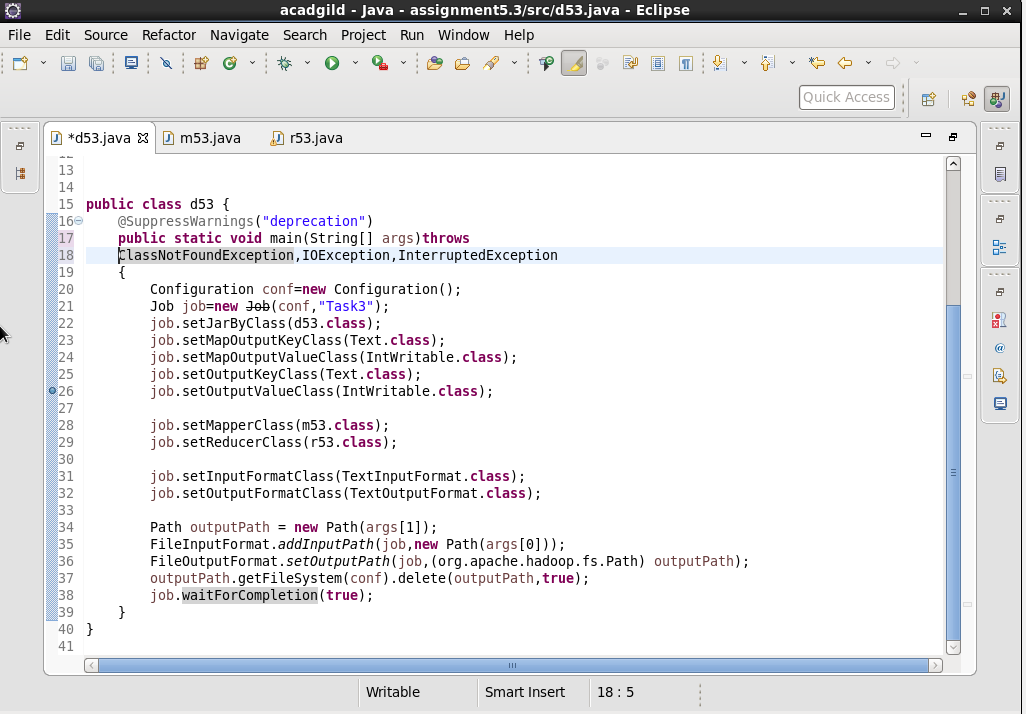 acadgild - Java - assignment5.3/src/d53.java - Eclipse
File Edit Source Refactor Navigate Search Project Run Window Help
Quick Access
*d53.java m53.java r53.java
12
13
14
15 public class d53 {
16 @SuppressWarnings("deprecation")
17 public static void main(String[] args)throws
18 ClassNotFoundException,IOException,InterruptedException
19 {
20 Configuration conf=new Configuration();
21 Job job=new Job(conf,"Task3");
22 job.setJarByClass(d53.class);
23 job.setMapOutputKeyClass(Text.class);
24 job.setMapOutputValueClass(IntWritable.class);
25 job.setOutputKeyClass(Text.class);
26 job.setOutputValueClass(IntWritable.class);
27
28 job.setMapperClass(m53.class);
29 job.setReducerClass(r53.class);
30
31 job.setInputFormatClass(TextInputFormat.class);
32 job.setOutputFormatClass(TextOutputFormat.class);
33
34 Path outputPath = new Path(args[1]);
35 FileInputFormat.addInputPath(job,new Path(args[0]));
36 FileOutputFormat.setOutputPath(job,(org.apache.hadoop.fs.Path) outputPath);
37 outputPath.getFileSystem(conf).delete(outputPath,true);
38 job.waitForCompletion(true);
39 }
40 }
41
Writable Smart Insert 18 : 5